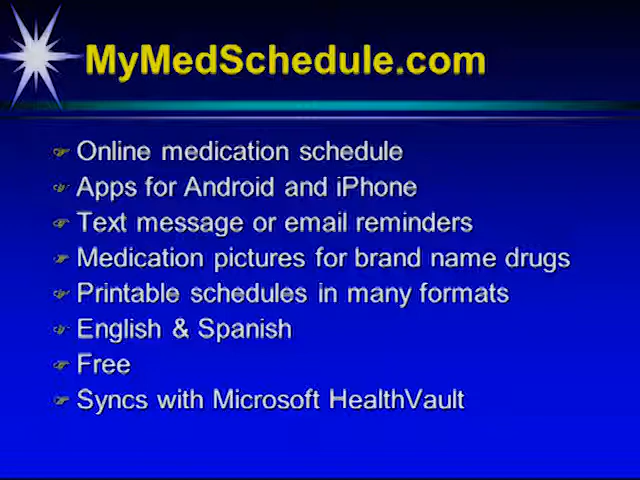 MyMedSchedule.com
Online medication schedule
Apps for Android and iPhone
Text message or email reminders
Medication pictures for brand name drugs
Printable schedules in many formats
English & Spanish
Free
Syncs with Microsoft HealthVault